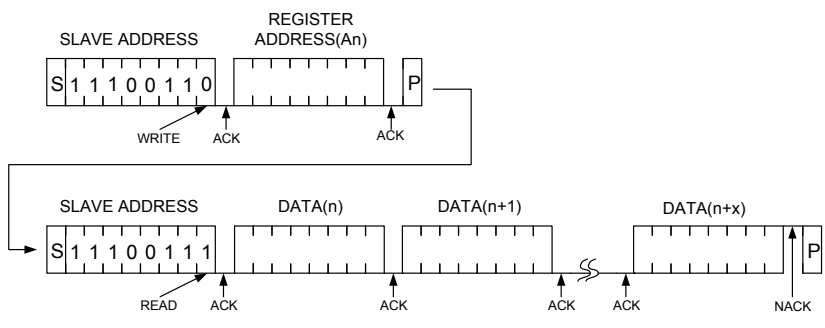 REGISTER
SLAVE ADDRESS ADDRESS(An)
S 1 1 1 0 0 1 1 0 P
WRITE ACK ACK
SLAVE ADDRESS DATA(n) DATA(n+1) DATA(n+x)
S 1 1 1 0 0 1 1 1 P
READ ACK ACK ACK ACK NACK